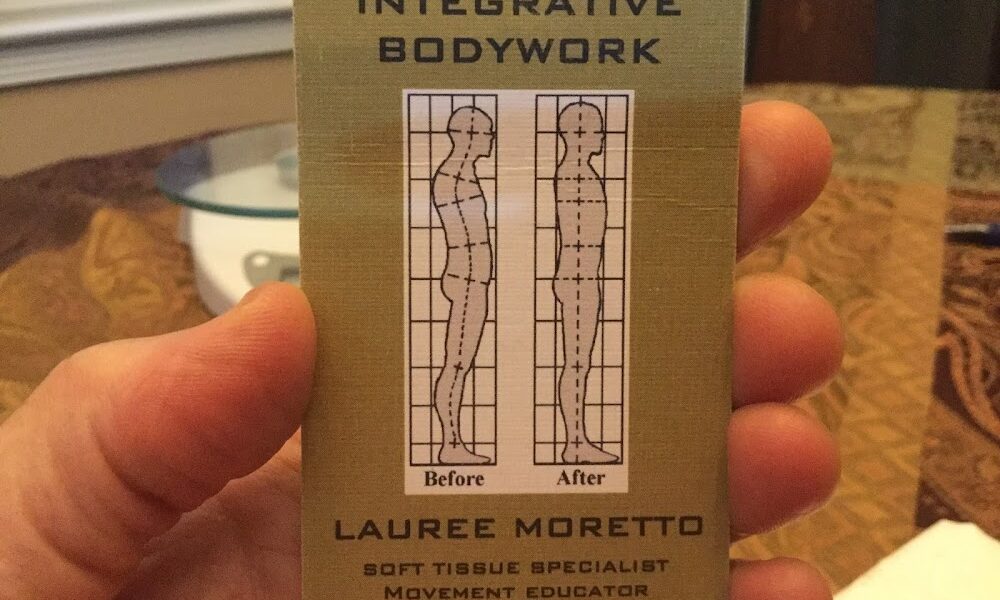 INTEGRATIVE
BODYWORK
Before After
LAUREE MORETTO
SOFT TISSUE SPECIALIST
MOVEMENT EDUCATOR